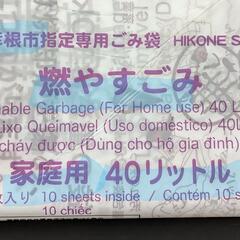 彦根市指定専用ごみ袋 HIKONE S
燃やすごみ
nable Garbage (For Home use) 40 L
Lixo Queimavel (Uso doméstico) 40L
cháy được (Dùng cho hộ gia đình)
家庭用 40リットル
枚入り 10 sheets inside / Contém 10 s
10 chiếc